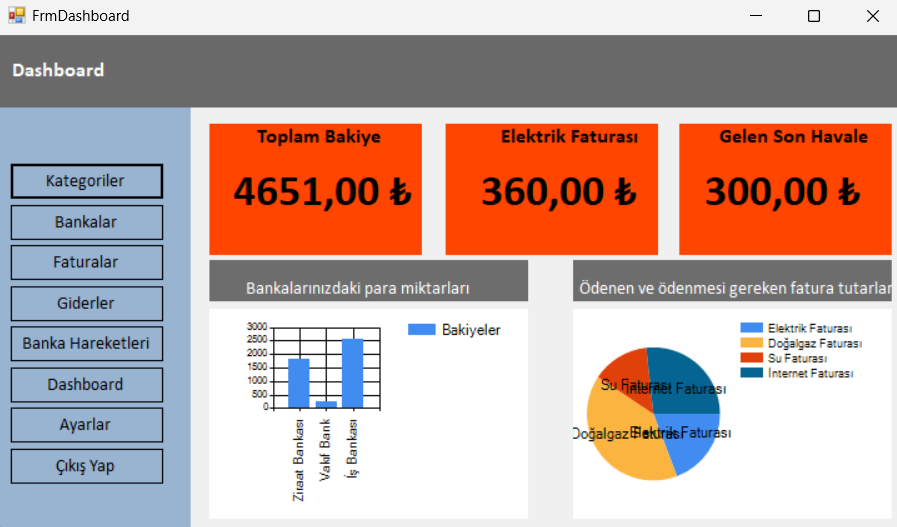 FrmDashboard
Dashboard
Kategoriler
Bankalar
Faturalar
Giderler
Banka Hareketleri
Dashboard
Ayarlar
Çıkış Yap
Toplam Bakiye
4651,00 ₺
Elektrik Faturası
360,00 ₺
Gelen Son Havale
300,00 ₺
Bankalarınızdaki para miktarları
3000
2500
2000
1500
1000
500
0
Ziraat Bankası
Vakıf Bank
İş Bankası
Bakiyeler
Ödenen ve ödenmesi gereken fatura tutarlar
Elektrik Faturası
Doğalgaz Faturası
Su Faturası
İnternet Faturası
Su Faturası
İnternet Faturası
Doğalgaz Faturası
Elektrik Faturası